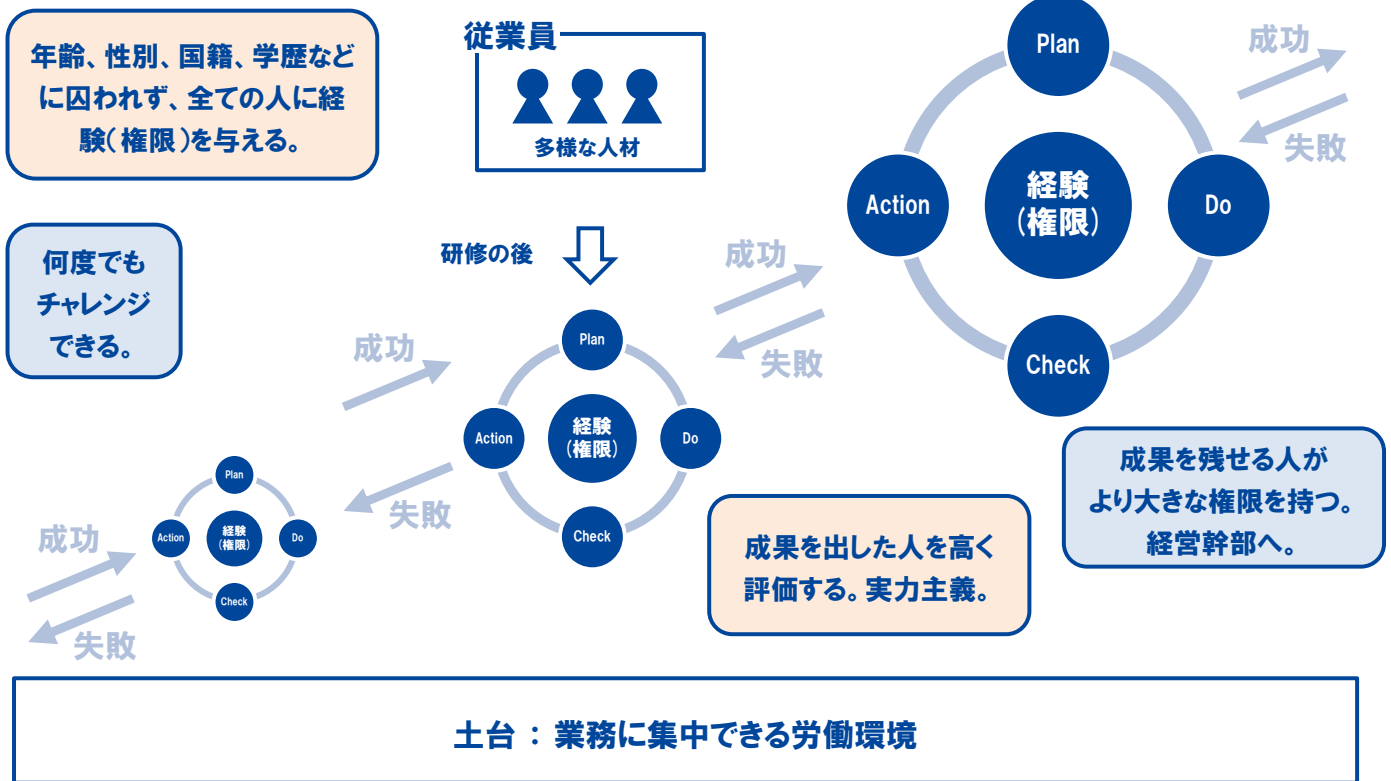 年齢、性別、国籍、学歴など
に囚われず、全ての人に経
験(権限)を与える。
従業員
多様な人材
何度でも
チャレンジ
できる。
研修の後
成功
失敗
Plan
Do
Check
Action
経験
(権限)
成功
失敗
Plan
Do
Check
Action
経験
(権限)
成功
失敗
Plan
Do
Check
Action
経験
(権限)
成功
失敗
成果を出した人を高く
評価する。実力主義。
成果を残せる人が
より大きな権限を持つ。
経営幹部へ。
土台 : 業務に集中できる労働環境